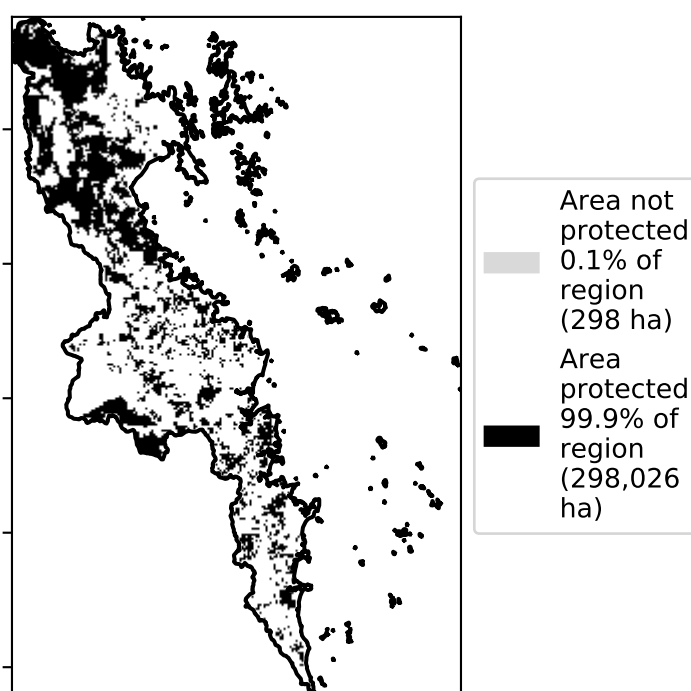 Area not
protected
0.1% of
region
(298 ha)
Area
protected
99.9% of
region
(298,026
ha)